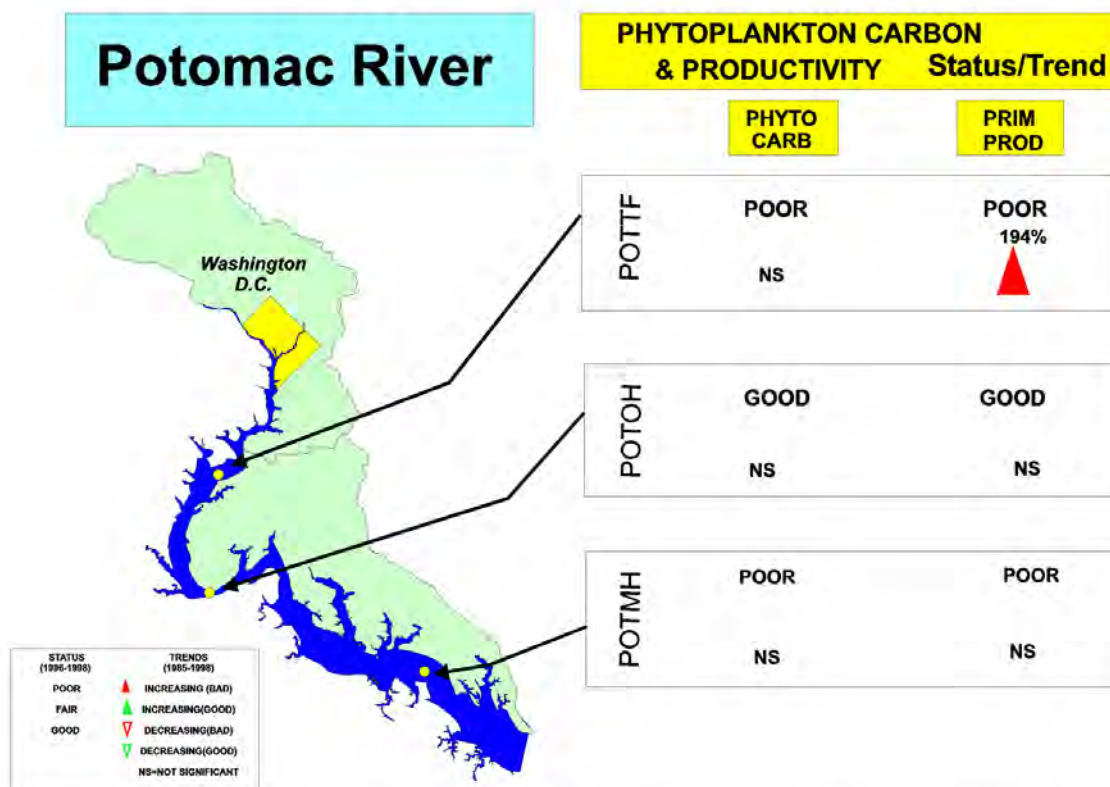 Potomac River
PHYTOPLANKTON CARBON
& PRODUCTIVITY Status/Trend
PHYTO
CARB
PRIM
PROD
Washington
D.C.
POTTF
POOR
POOR
194%
NS
POTOH
GOOD
GOOD
NS
NS
POTMH
POOR
POOR
NS
NS
STATUS
(1996-1998)
TRENDS
(1985-1998)
POOR
INCREASING (BAD)
FAIR
INCREASING(GOOD)
GOOD
DECREASING(BAD)
DECREASING(GOOD)
NS=NOT SIGNIFICANT